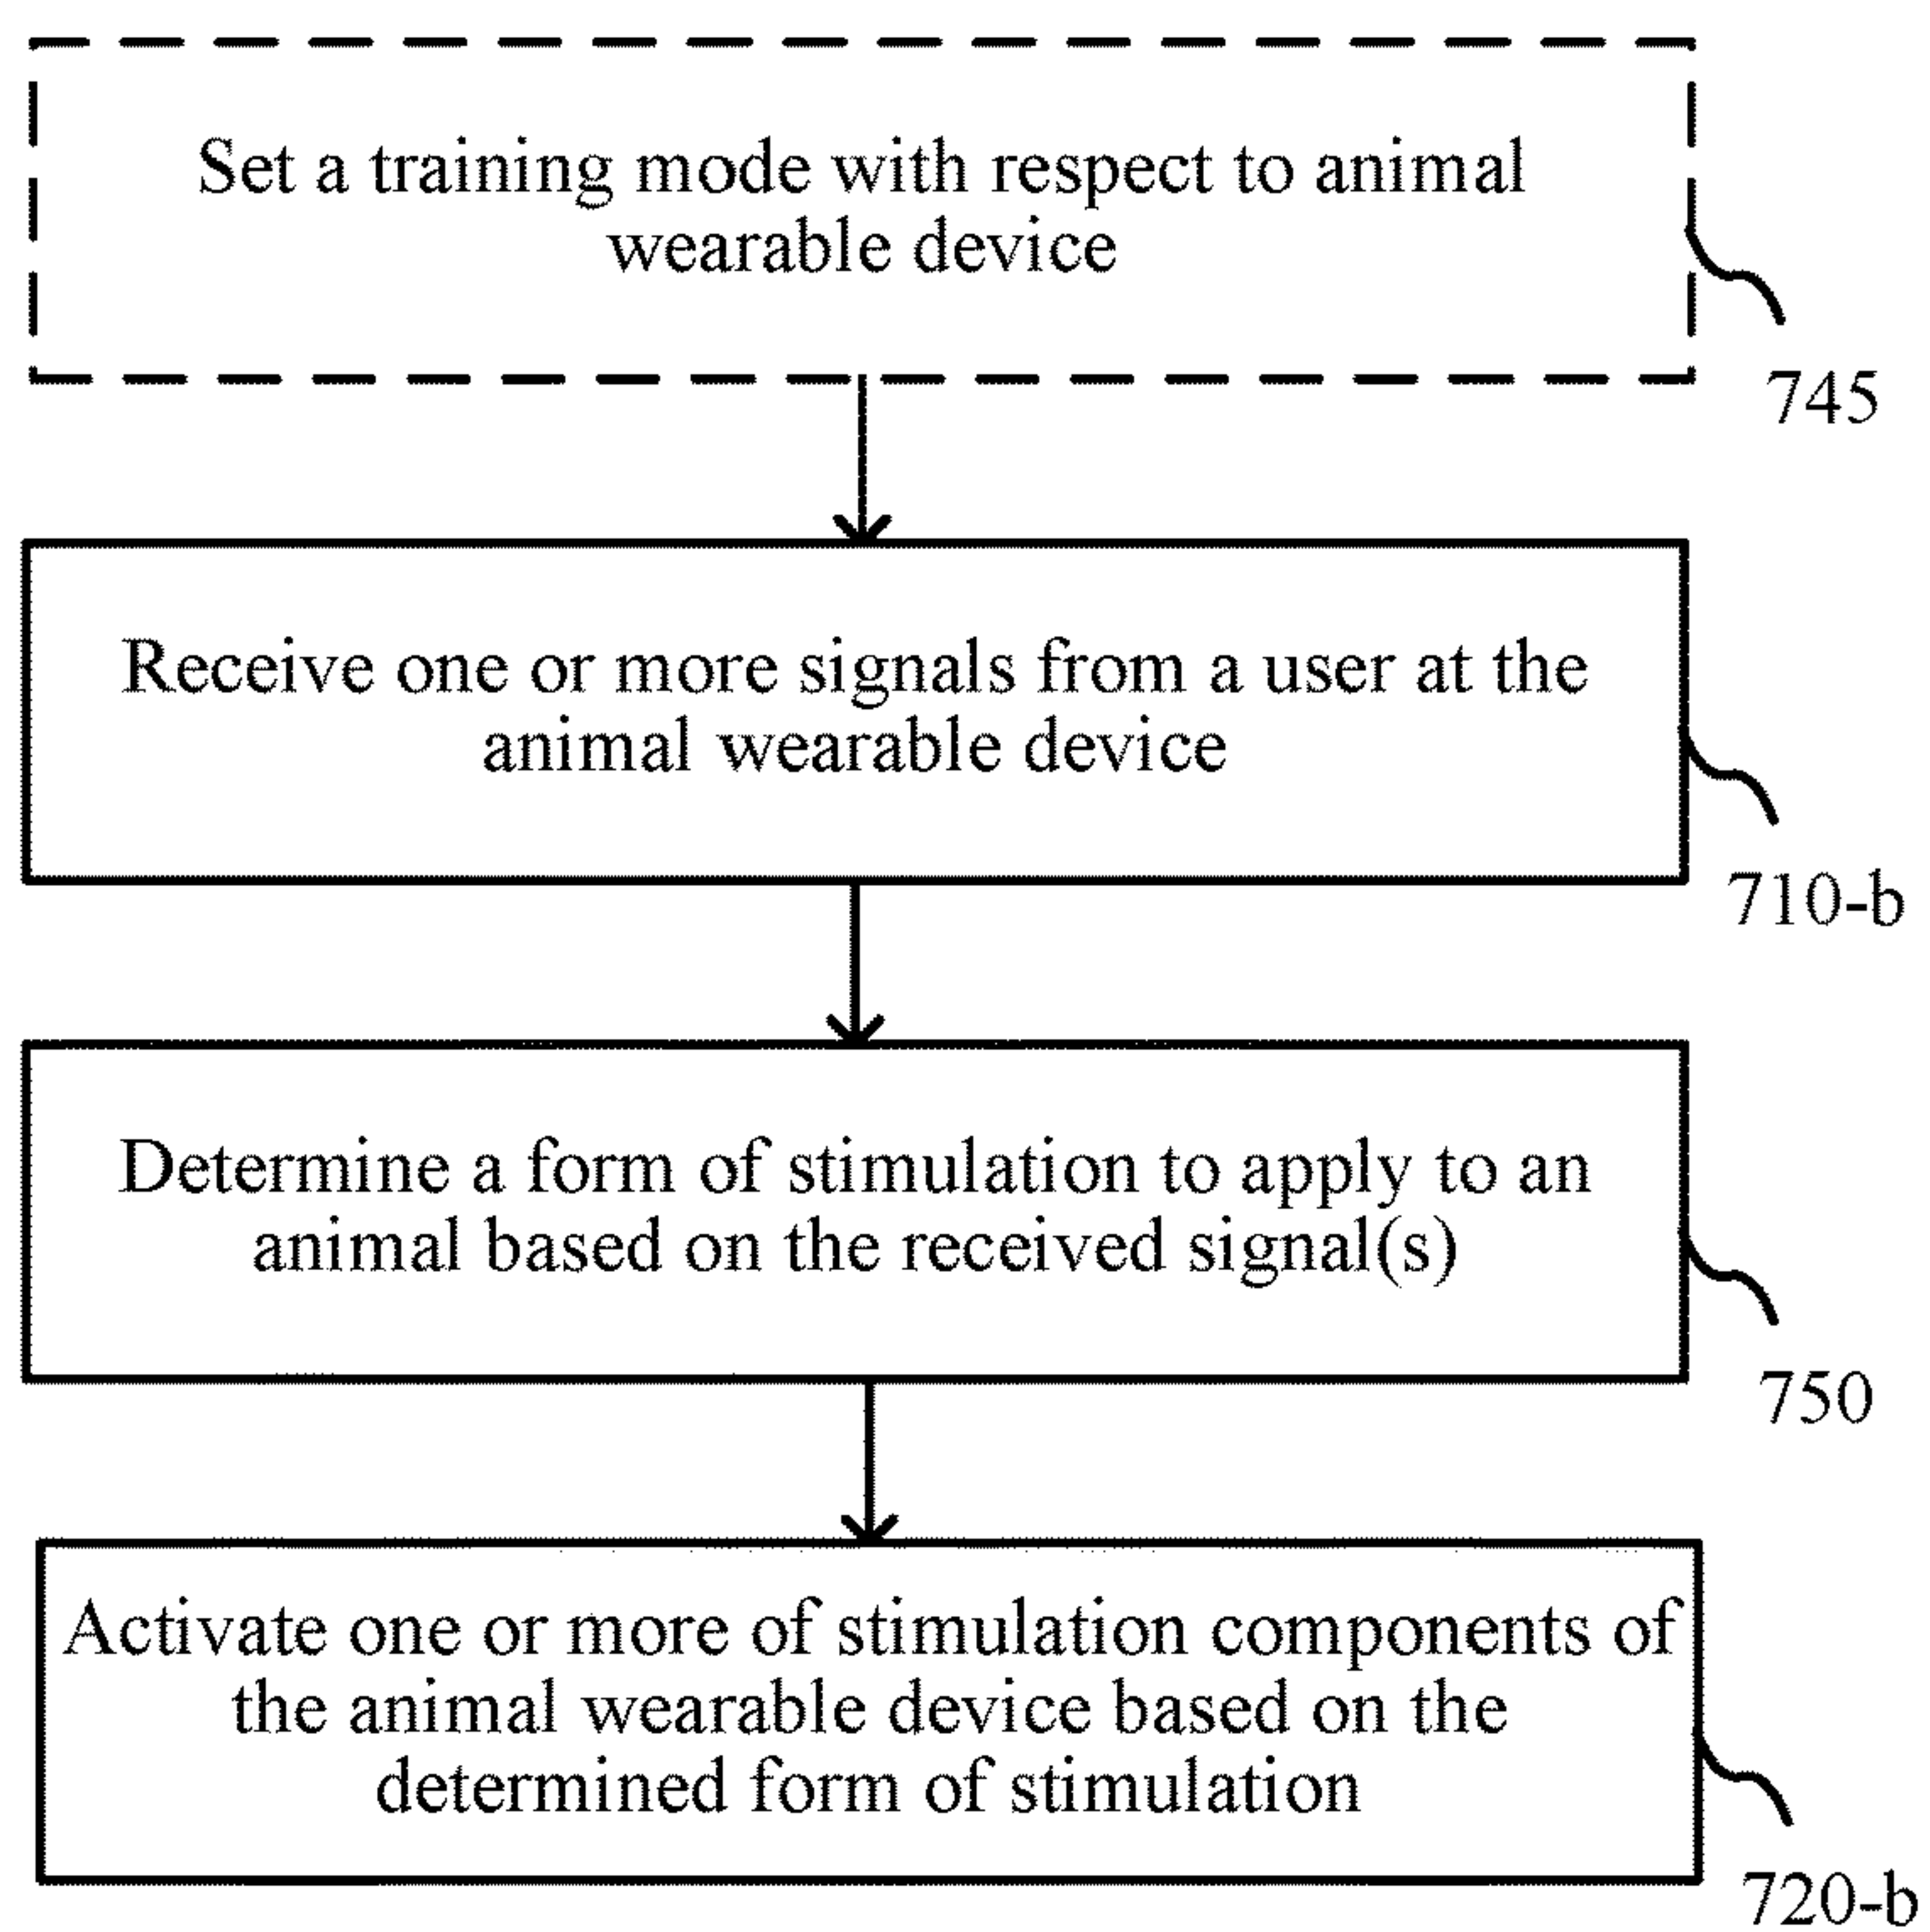 Set a training mode with respect to animal
wearable device
745
Receive one or more signals from a user at the
animal wearable device
710-b
Determine a form of stimulation to apply to an
animal based on the received signal(s)
750
Activate one or more of stimulation components of
the animal wearable device based on the
determined form of stimulation
720-b